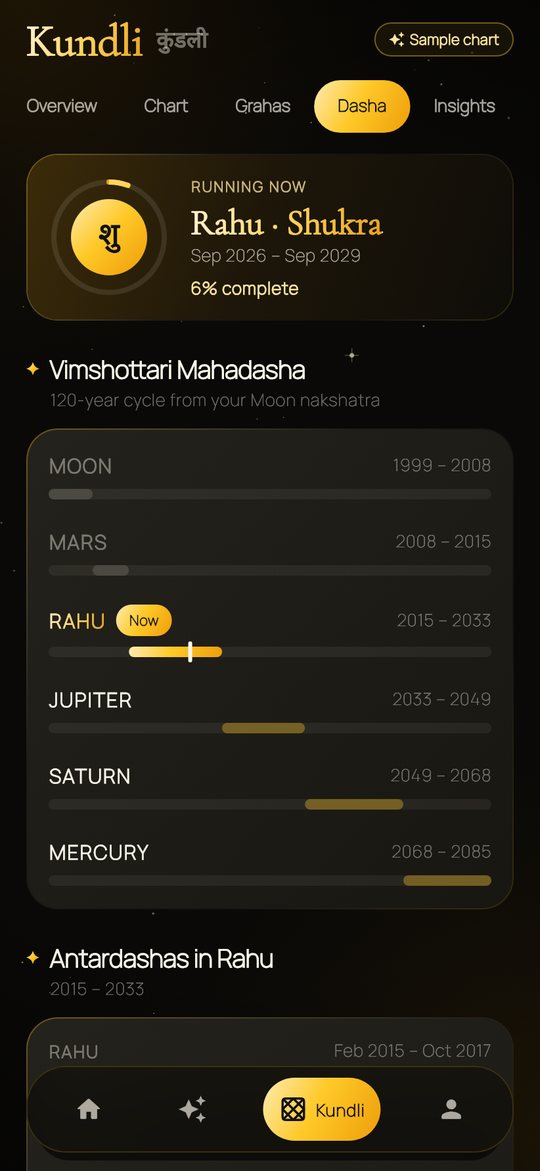 Kundli कुंडली
Sample chart
Overview Chart Grahas Dasha Insights
शु
RUNNING NOW
Rahu · Shukra
Sep 2026 – Sep 2029
6% complete
Vimshottari Mahadasha
120-year cycle from your Moon nakshatra
MOON 1999 – 2008
MARS 2008 – 2015
RAHU Now 2015 – 2033
JUPITER 2033 – 2049
SATURN 2049 – 2068
MERCURY 2068 – 2085
Antardashas in Rahu
2015 – 2033
RAHU Feb 2015 – Oct 2017
Kundli